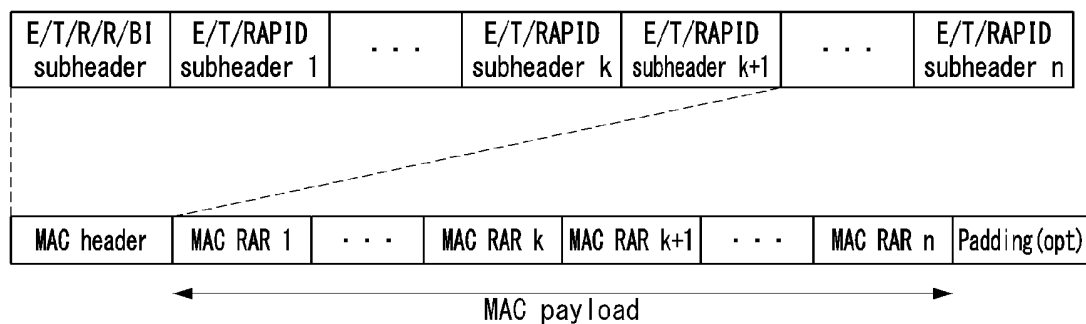 E/T/R/R/BI subheader
E/T/RAPID subheader 1
· · ·
E/T/RAPID subheader k
E/T/RAPID subheader k+1
· · ·
E/T/RAPID subheader n
MAC header
MAC RAR 1
· · ·
MAC RAR k
MAC RAR k+1
· · ·
MAC RAR n
Padding(opt)
MAC payload